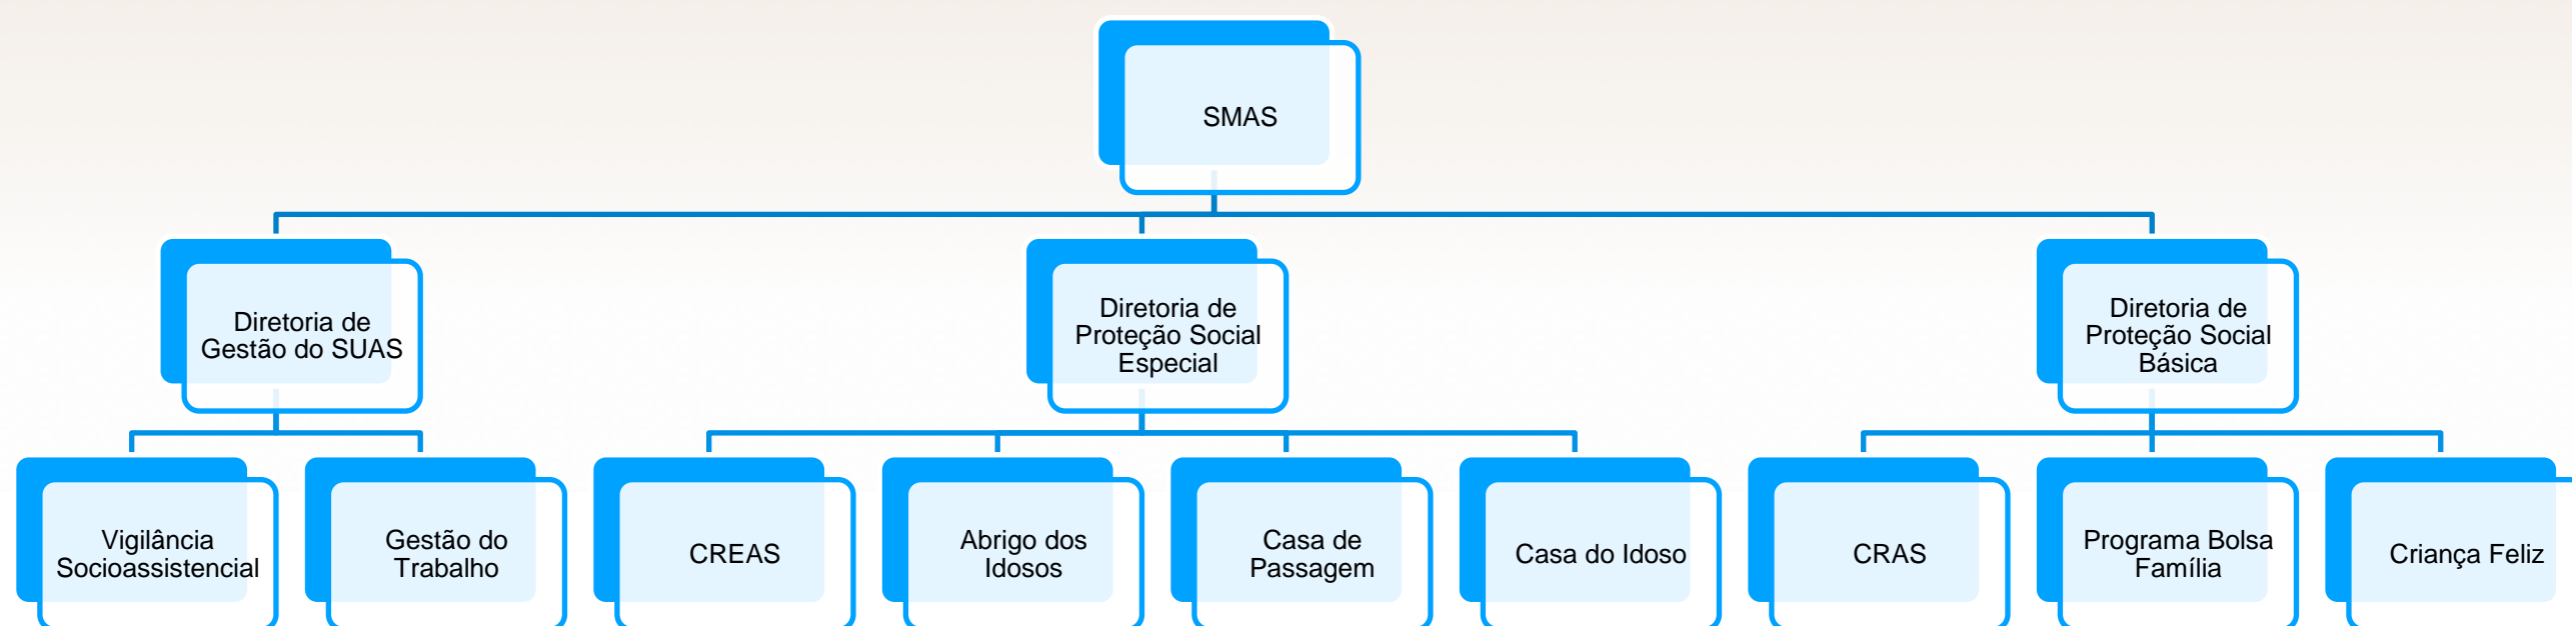 SMAS
Diretoria de
Gestão do SUAS
Diretoria de
Proteção Social
Especial
Diretoria de
Proteção Social
Básica
Vigilância
Socioassistencial
Gestão do
Trabalho
CREAS
Abrigo dos
Idosos
Casa de
Passagem
Casa do Idoso
CRAS
Programa Bolsa
Família
Criança Feliz